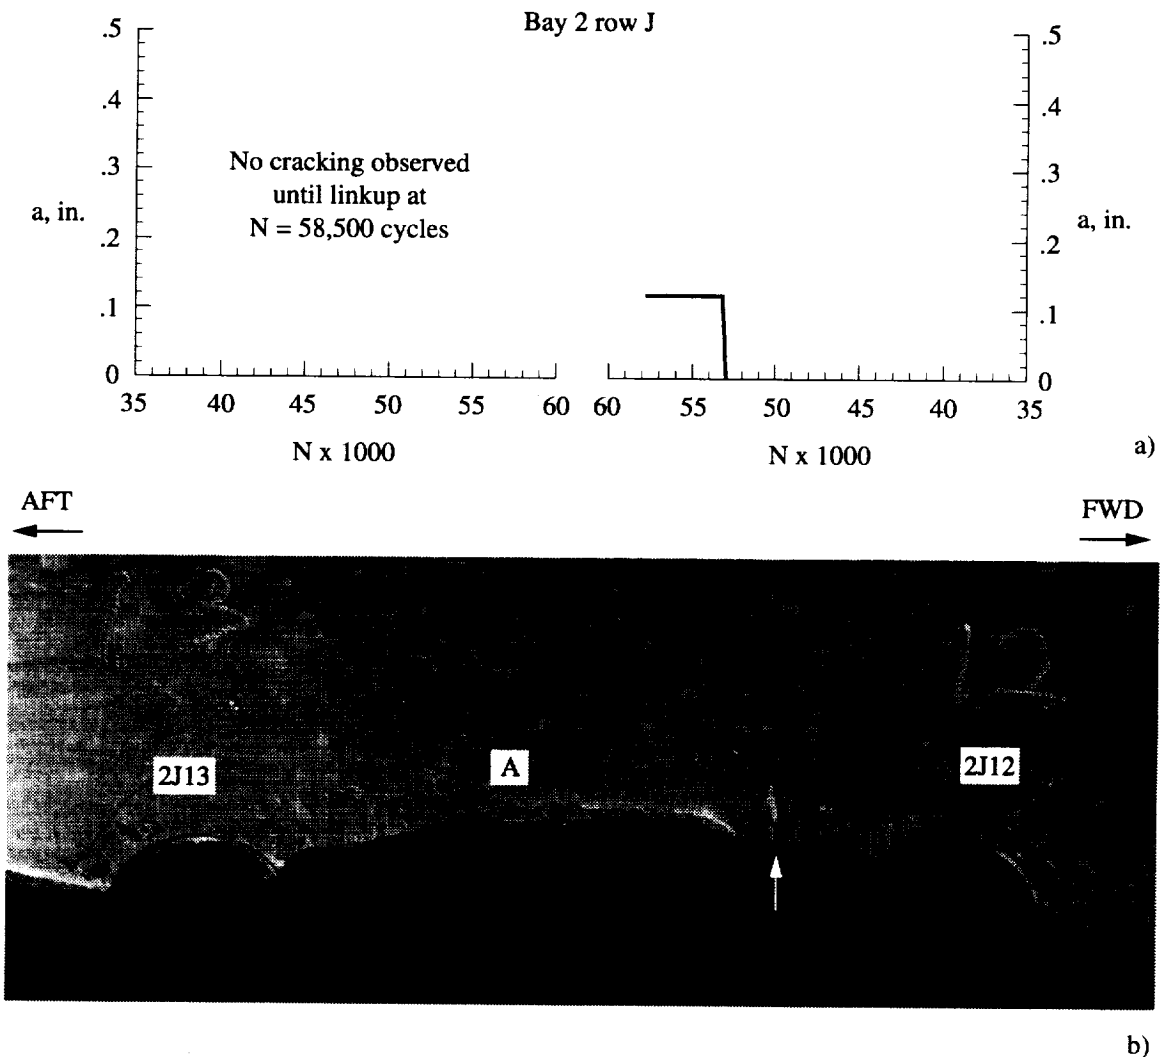 Bay 2 row J
.5
.4
.3
.2
.1
0
a, in.
No cracking observed
until linkup at
N = 58,500 cycles
35 40 45 50 55 60
N x 1000
.5
.4
.3
.2
.1
0
a, in.
60 55 50 45 40 35
N x 1000
a)
AFT
FWD
13
12
2J13
A
2J12
b)